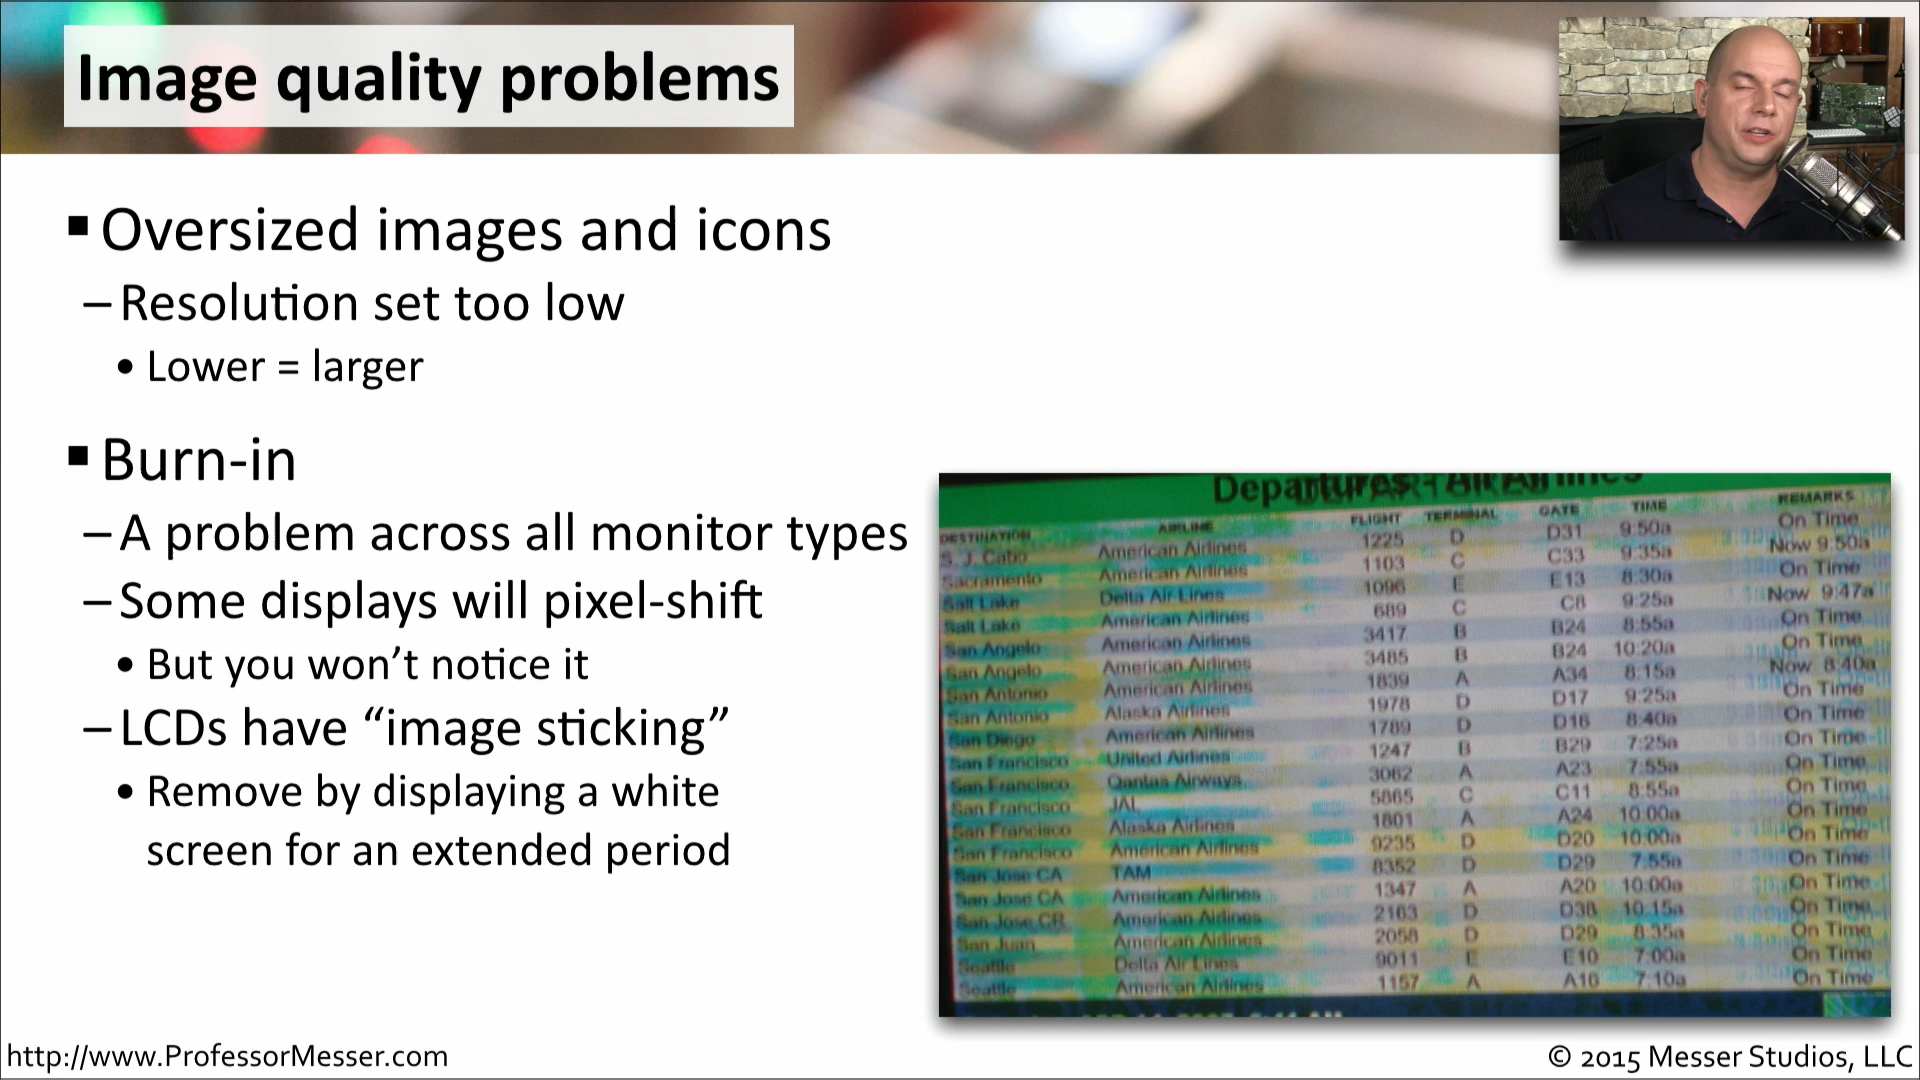 Image quality problems
▪ Oversized images and icons
– Resolution set too low
• Lower = larger
▪ Burn-in
– A problem across all monitor types
– Some displays will pixel-shift
• But you won’t notice it
– LCDs have “image sticking”
• Remove by displaying a white
screen for an extended period
Departures - All Airlines
DESTINATION AIRLINE FLIGHT TERMINAL GATE TIME REMARKS
S. J. Cabo American Airlines 1225 D D31 9:50a On Time
Sacramento American Airlines 1103 C C33 9:35a Now 9:50a
Salt Lake Delta Air Lines 1096 E E13 8:30a On Time
Salt Lake American Airlines 689 C C8 9:25a Now 9:47a
San Angelo American Airlines 3417 B B24 8:55a On Time
San Angelo American Airlines 3485 B B24 10:20a On Time
San Antonio American Airlines 1839 A A34 8:15a Now 8:40a
San Antonio Alaska Airlines 1978 D D17 9:25a On Time
San Diego American Airlines 1789 D D16 8:40a On Time
San Francisco United Airlines 1247 B B29 7:25a On Time
San Francisco Qantas Airways 3062 A A23 7:55a On Time
San Francisco JAL 5865 C C11 8:55a On Time
San Francisco Alaska Airlines 1801 A A24 10:00a On Time
San Francisco American Airlines 9235 D D20 10:00a On Time
San Jose CA TAM 8352 D D29 7:55a On Time
San Jose CA American Airlines 1347 A A20 10:00a On Time
San Jose CR American Airlines 2163 D D38 10:15a On Time
San Juan American Airlines 2058 D D29 8:35a On Time
Seattle Delta Air Lines 9011 E E10 7:00a On Time
Seattle American Airlines 1157 A A16 7:10a On Time
http://www.ProfessorMesser.com
© 2015 Messer Studios, LLC